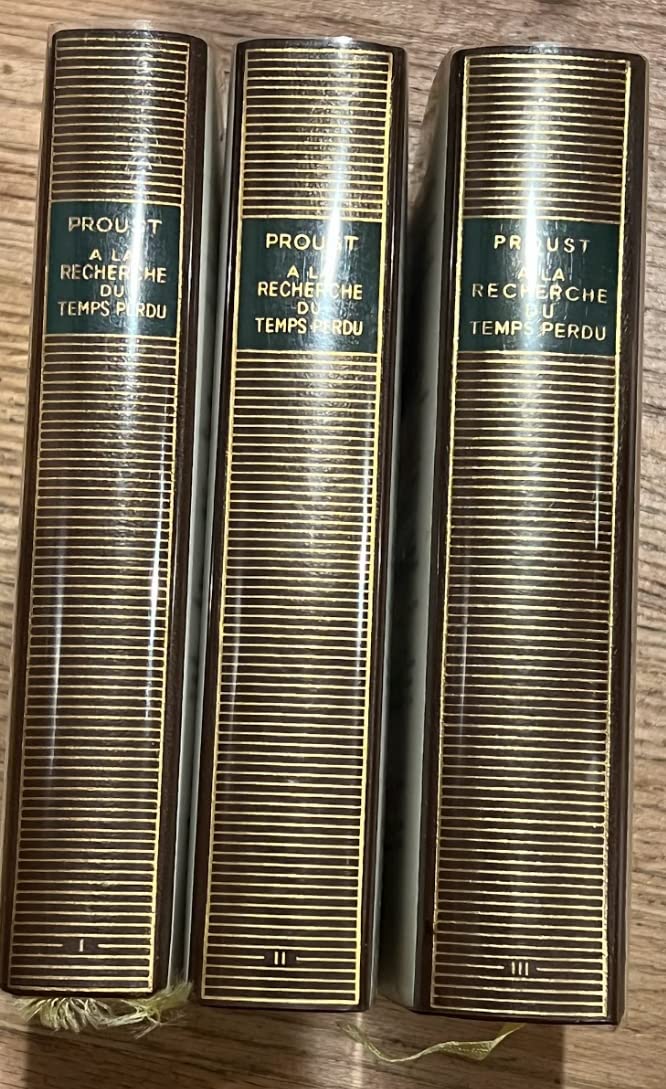 PROUST
A LA
RECHERCHE
DU
TEMPS PERDU
I
PROUST
A LA
RECHERCHE
DU
TEMPS PERDU
II
PROUST
A LA
RECHERCHE
DU
TEMPS PERDU
III